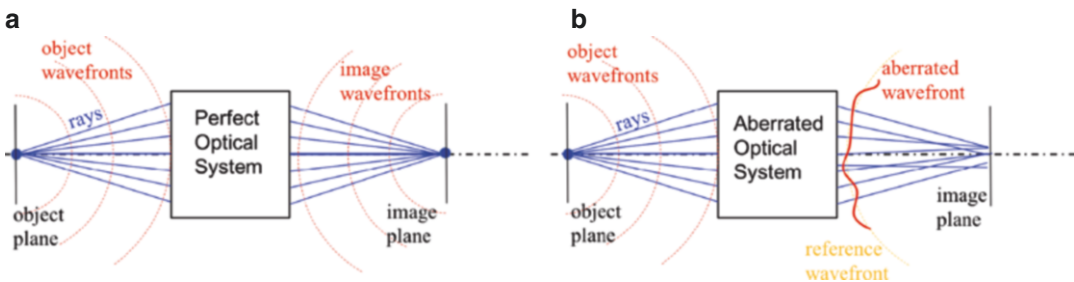 a
object
wavefronts
rays
Perfect
Optical
System
object
plane
image
wavefronts
image
plane
b
object
wavefronts
rays
Aberrated
Optical
System
object
plane
aberrated
wavefront
image
plane
reference
wavefront